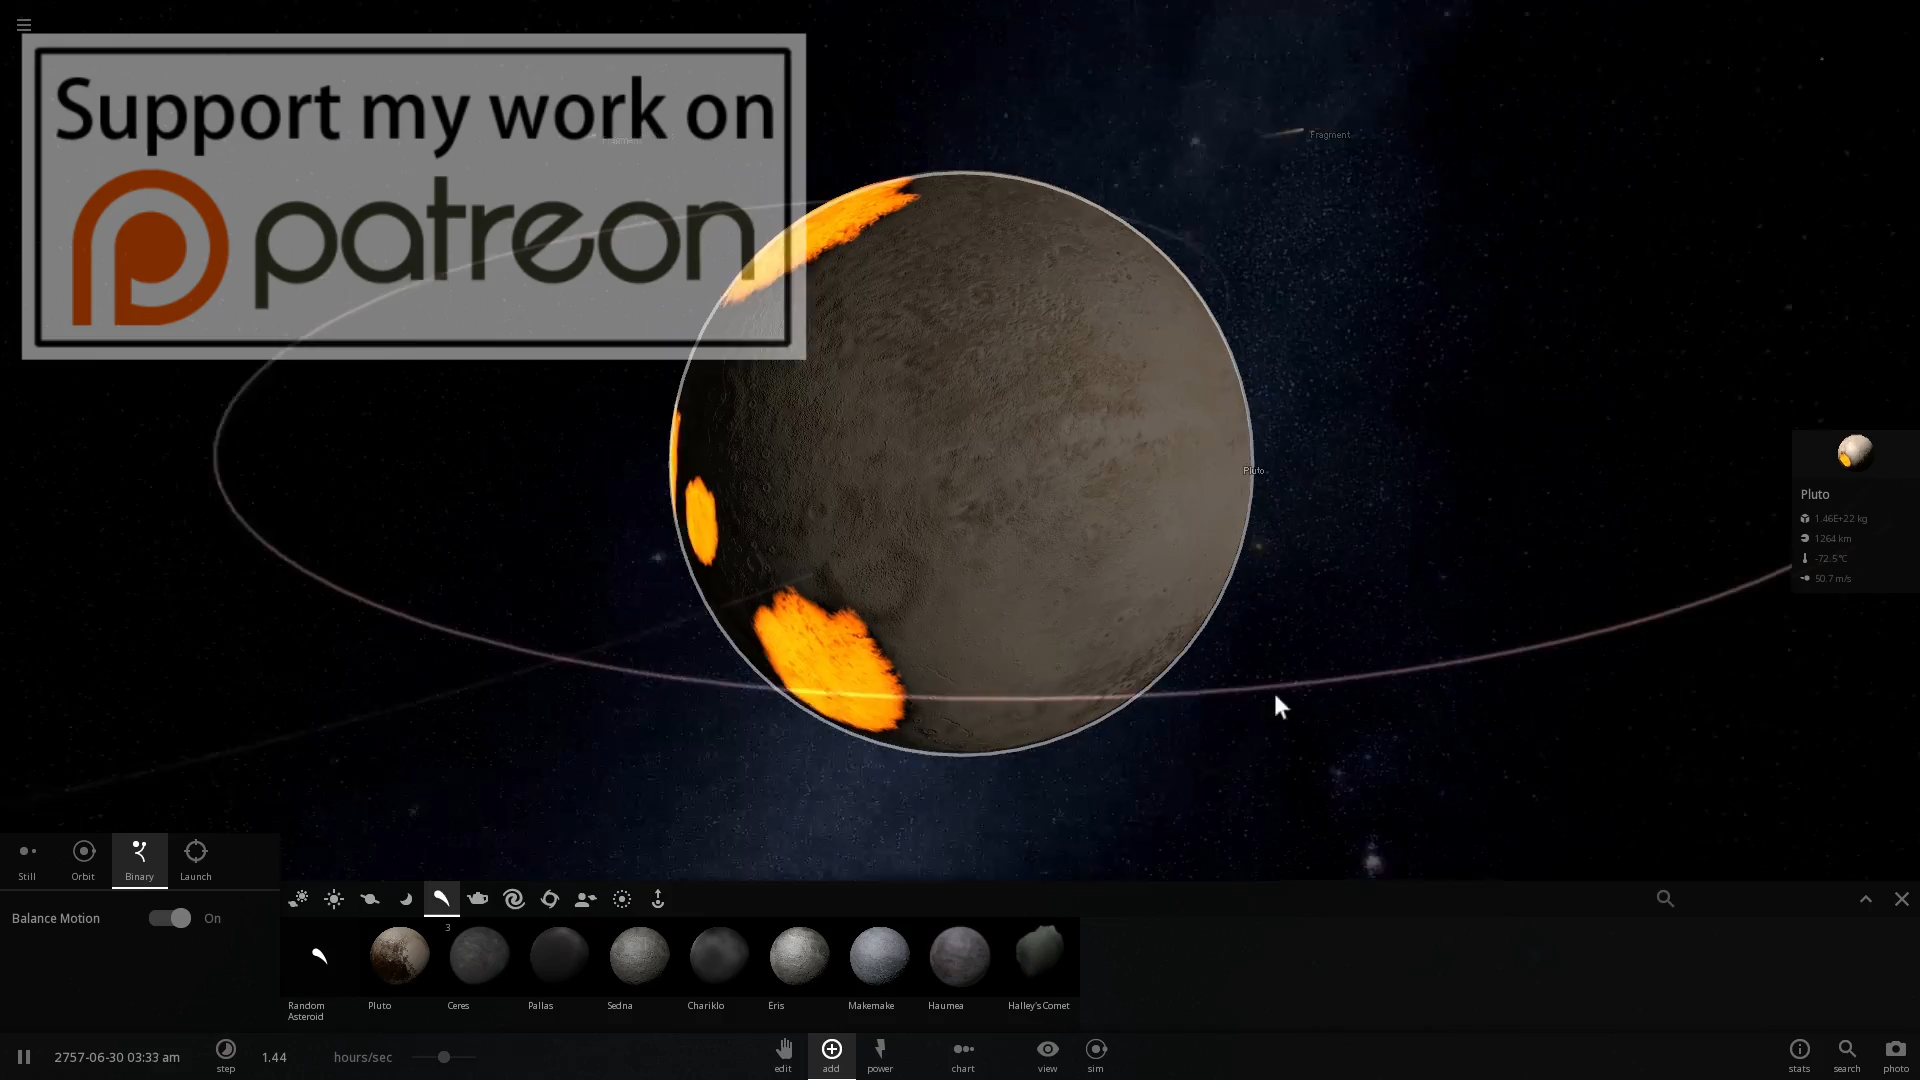 Support my work on
patreon
Fragment
Fragment
Pluto
Pluto
1.46E+22 kg
1264 km
-72.5°C
50.7 m/s
Still
Orbit
Binary
Launch
Balance Motion
On
3
Random Asteroid
Pluto
Ceres
Pallas
Sedna
Chariklo
Eris
Makemake
Haumea
Halley's Comet
2757-06-30 03:33 am
step
1.44
hours/sec
edit
add
power
chart
view
sim
stats
search
photo